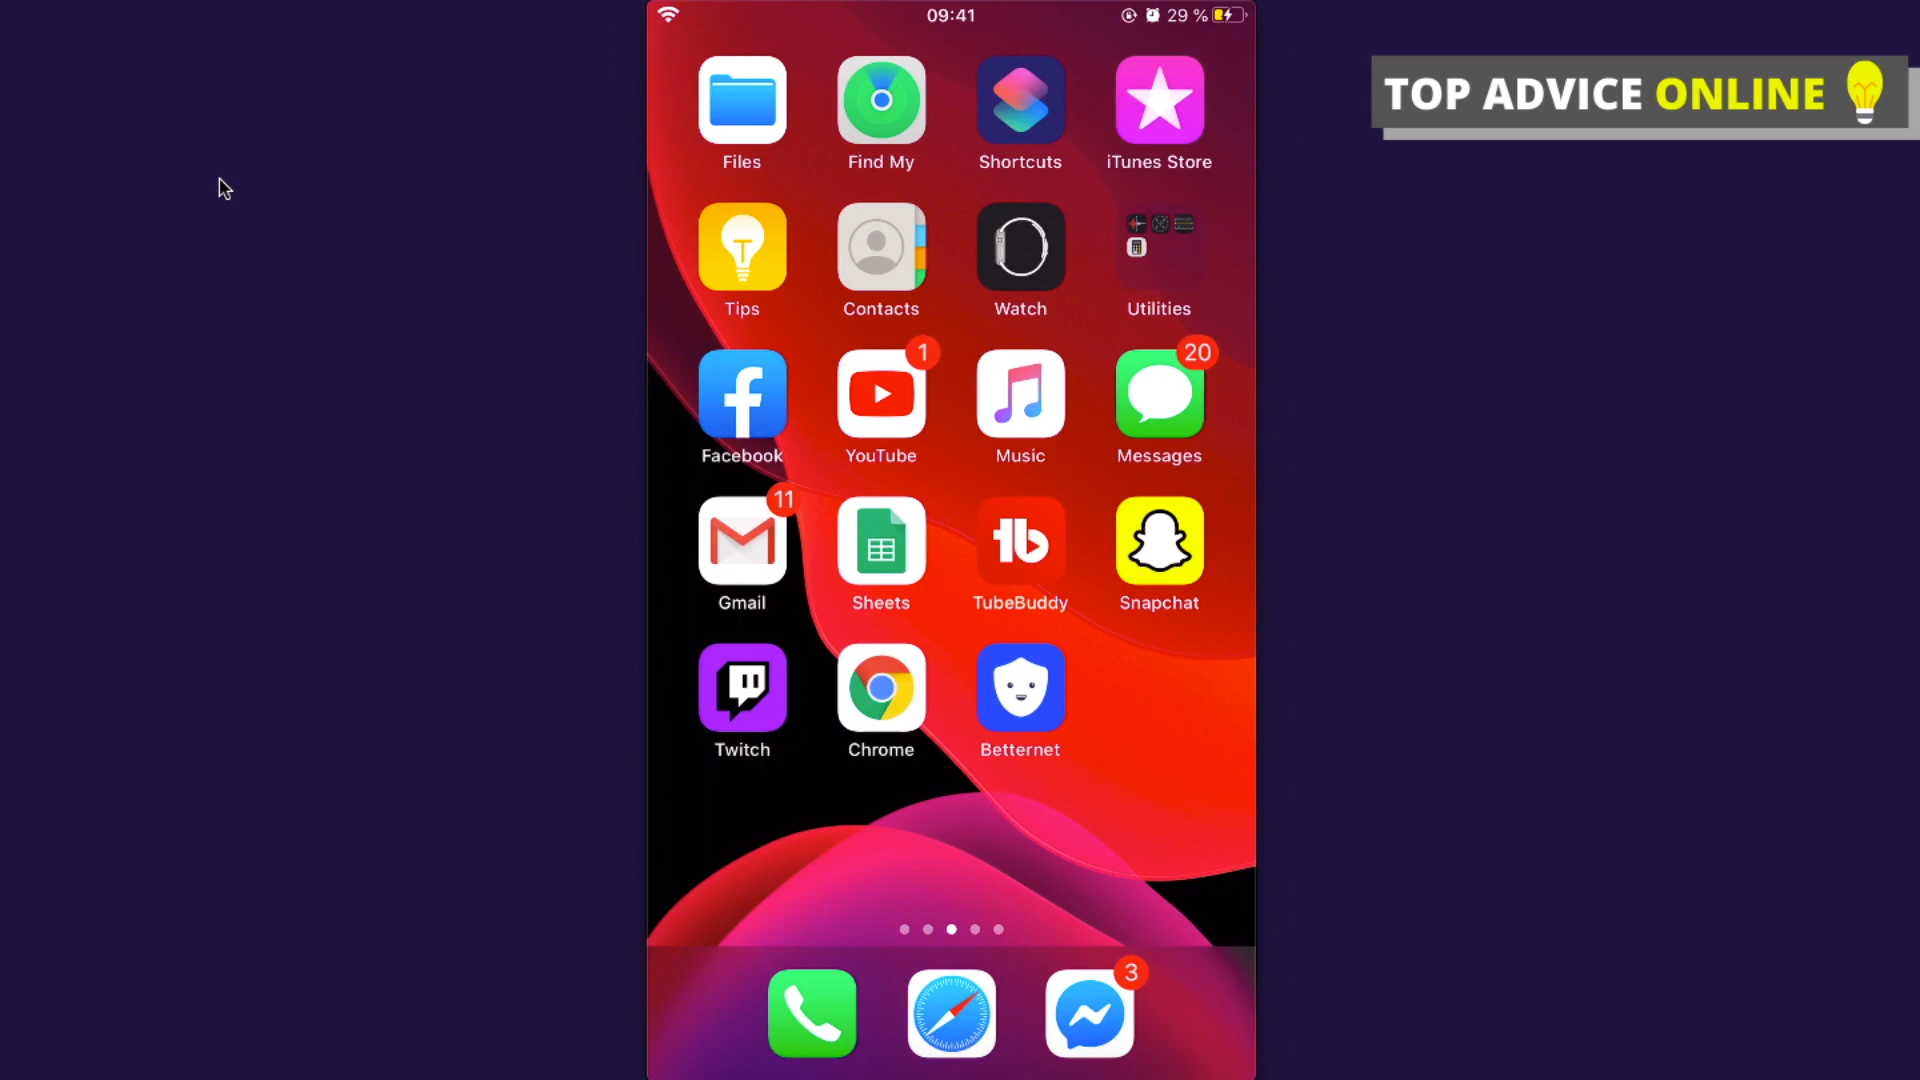 09:41
29 %
TOP ADVICE ONLINE
Files
Find My
Shortcuts
iTunes Store
Tips
Contacts
Watch
Utilities
1
20
Facebook
YouTube
Music
Messages
11
Gmail
Sheets
TubeBuddy
Snapchat
Twitch
Chrome
Betternet
3